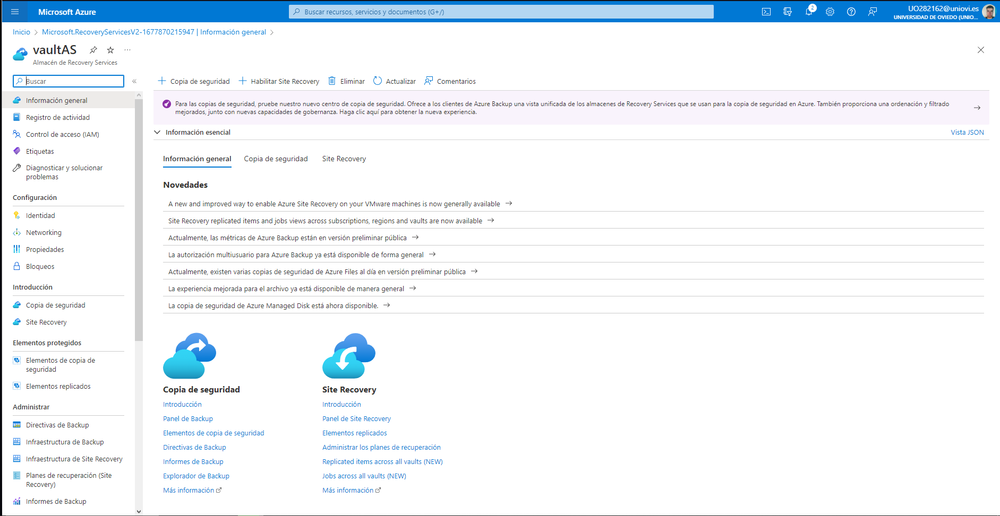 Microsoft Azure
Buscar recursos, servicios y documentos (G+/)
2
UO282162@uniovi.es
UNIVERSIDAD DE OVIEDO (UNIO...
Inicio > Microsoft.RecoveryServicesV2-1677870215947 | Información general >
vaultAS
Almacén de Recovery Services
Buscar
Información general
Registro de actividad
Control de acceso (IAM)
Etiquetas
Diagnosticar y solucionar
problemas
Configuración
Identidad
Networking
Propiedades
Bloqueos
Introducción
Copia de seguridad
Site Recovery
Elementos protegidos
Elementos de copia de
seguridad
Elementos replicados
Administrar
Directivas de Backup
Infraestructura de Backup
Infraestructura de Site Recovery
Planes de recuperación (Site
Recovery)
Informes de Backup
Copia de seguridad Habilitar Site Recovery Eliminar Actualizar Comentarios
Para las copias de seguridad, pruebe nuestro nuevo centro de copia de seguridad. Ofrece a los clientes de Azure Backup una vista unificada de los almacenes de Recovery Services que se usan para la copia de seguridad en Azure. También proporciona una ordenación y filtrado
mejorados, junto con nuevas capacidades de gobernanza. Haga clic aquí para obtener la nueva experiencia.
Información esencial
Vista JSON
Información general Copia de seguridad Site Recovery
Novedades
A new and improved way to enable Azure Site Recovery on your VMware machines is now generally available
Site Recovery replicated items and jobs views across subscriptions, regions and vaults are now available
Actualmente, las métricas de Azure Backup están en versión preliminar pública
La autorización multiusuario para Azure Backup ya está disponible de forma general
Actualmente, existen varias copias de seguridad de Azure Files al día en versión preliminar pública
La experiencia mejorada para el archivo ya está disponible de manera general
La copia de seguridad de Azure Managed Disk está ahora disponible.
Copia de seguridad
Introducción
Panel de Backup
Elementos de copia de seguridad
Directivas de Backup
Informes de Backup
Explorador de Backup
Más información
Site Recovery
Introducción
Panel de Site Recovery
Elementos replicados
Administrar los planes de recuperación
Replicated items across all vaults (NEW)
Jobs across all vaults (NEW)
Más información